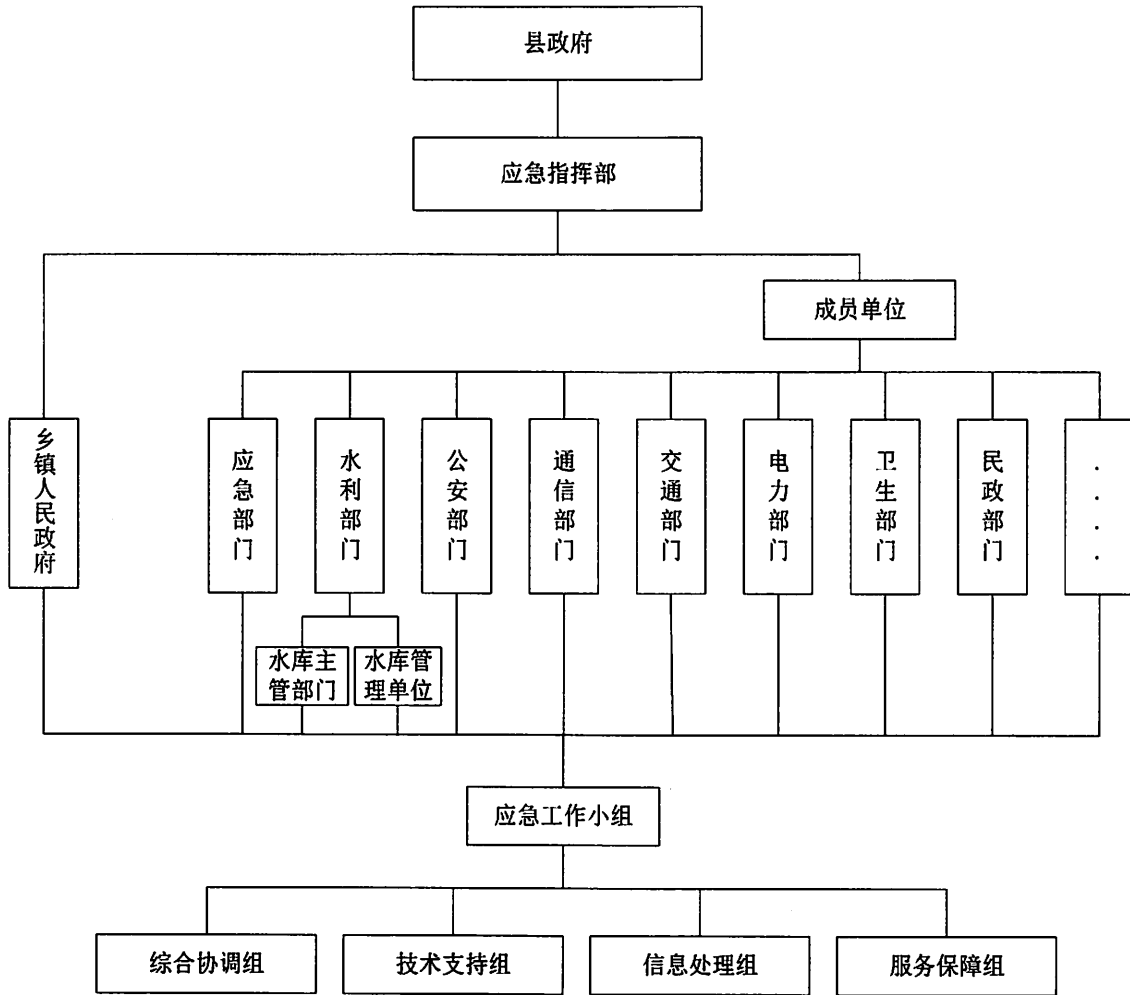 县政府
应急指挥部
成员单位
乡镇人民政府
应急部门
水利部门
公安部门
通信部门
交通部门
电力部门
卫生部门
民政部门
....
水库主
管部门
水库管
理单位
应急工作小组
综合协调组
技术支持组
信息处理组
服务保障组